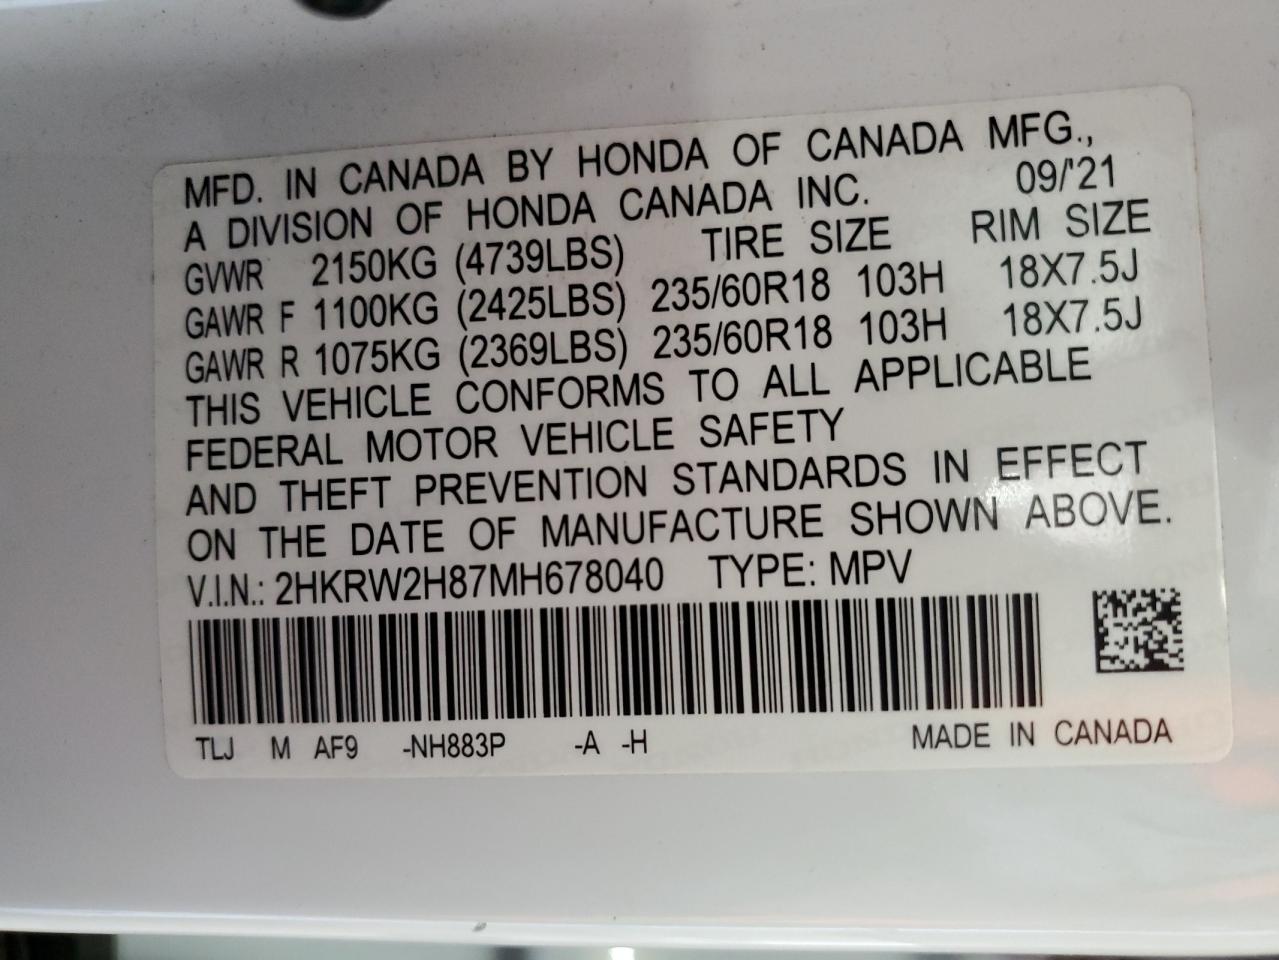 MFD. IN CANADA BY HONDA OF CANADA MFG.,
A DIVISION OF HONDA CANADA INC. 09/'21
GVWR 2150KG (4739LBS) TIRE SIZE RIM SIZE
GAWR F 1100KG (2425LBS) 235/60R18 103H 18X7.5J
GAWR R 1075KG (2369LBS) 235/60R18 103H 18X7.5J
THIS VEHICLE CONFORMS TO ALL APPLICABLE
FEDERAL MOTOR VEHICLE SAFETY
AND THEFT PREVENTION STANDARDS IN EFFECT
ON THE DATE OF MANUFACTURE SHOWN ABOVE.
V.I.N.: 2HKRW2H87MH678040 TYPE: MPV
TLJ M AF9 -NH883P -A -H MADE IN CANADA